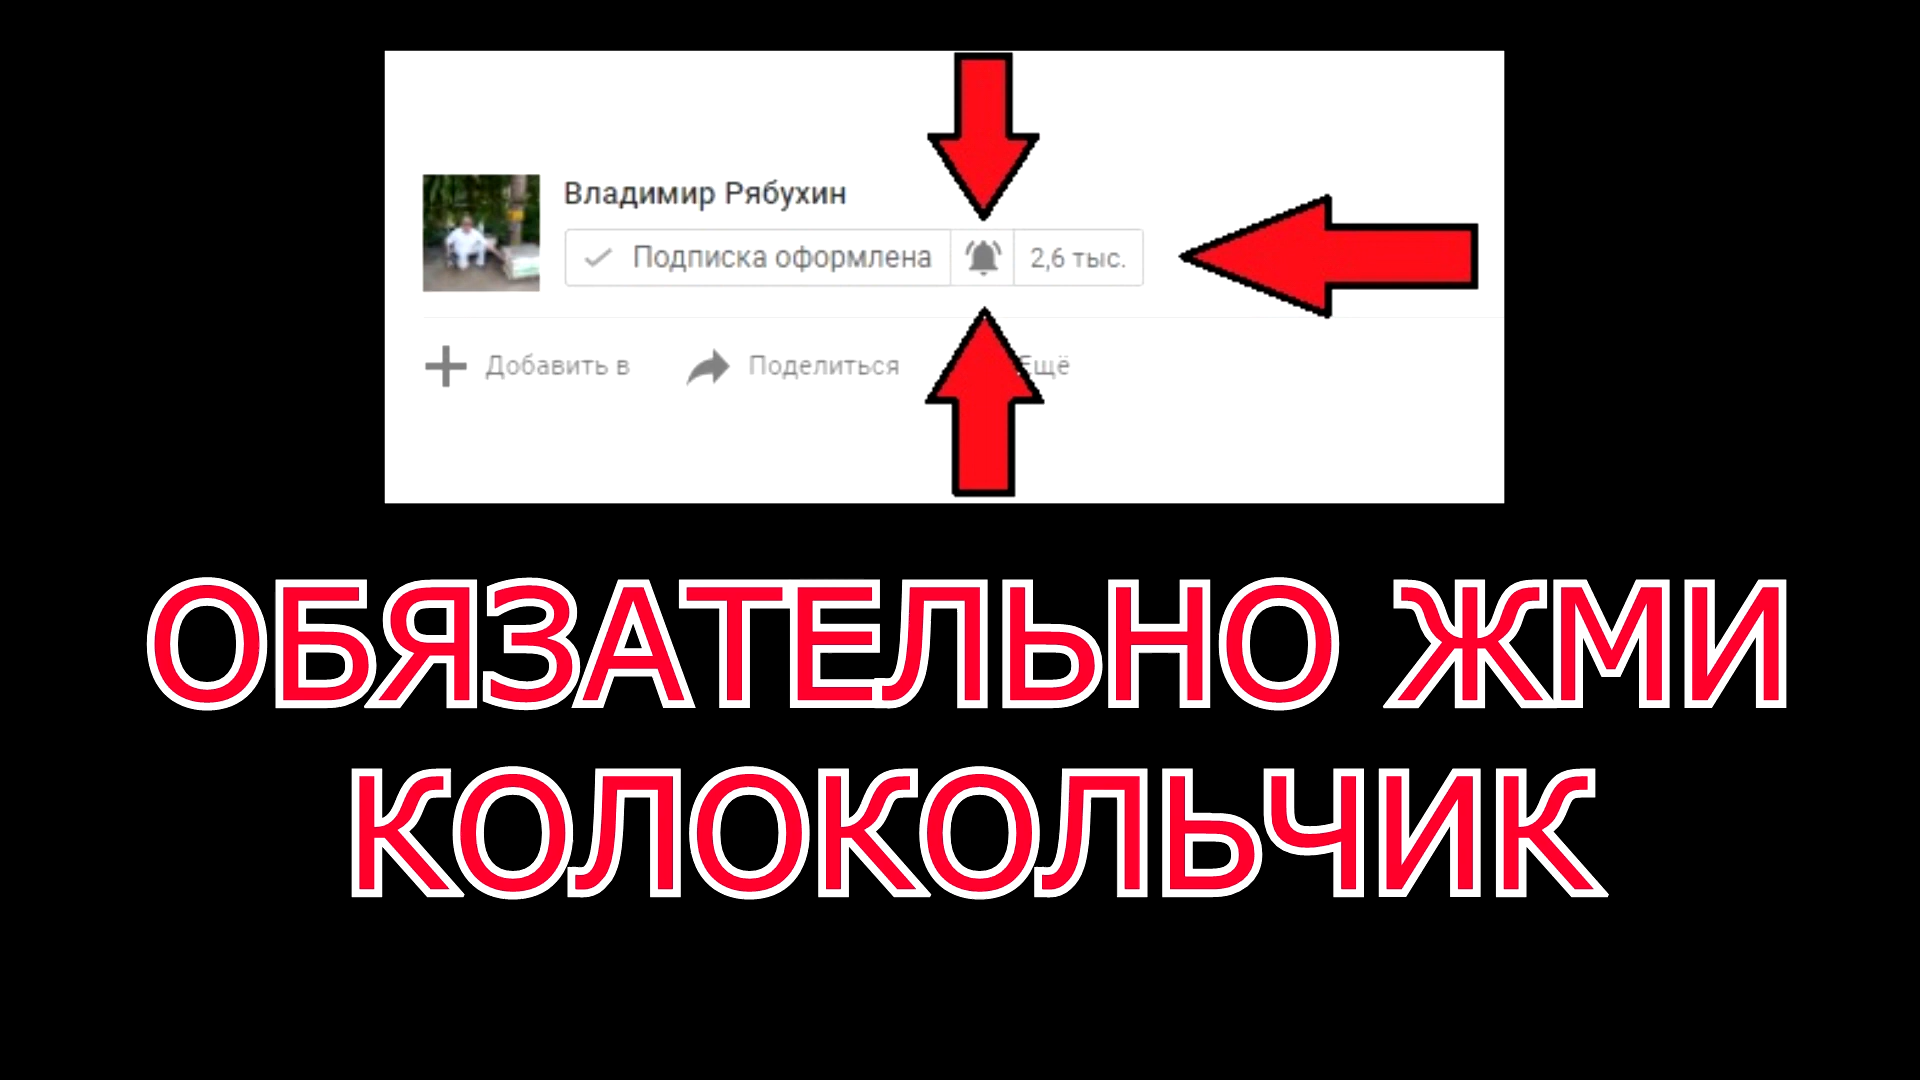 Владимир Рябухин
Подписка оформлена 2,6 тыс.
Добавить в Поделиться Ещё
ОБЯЗАТЕЛЬНО ЖМИ
КОЛОКОЛЬЧИК